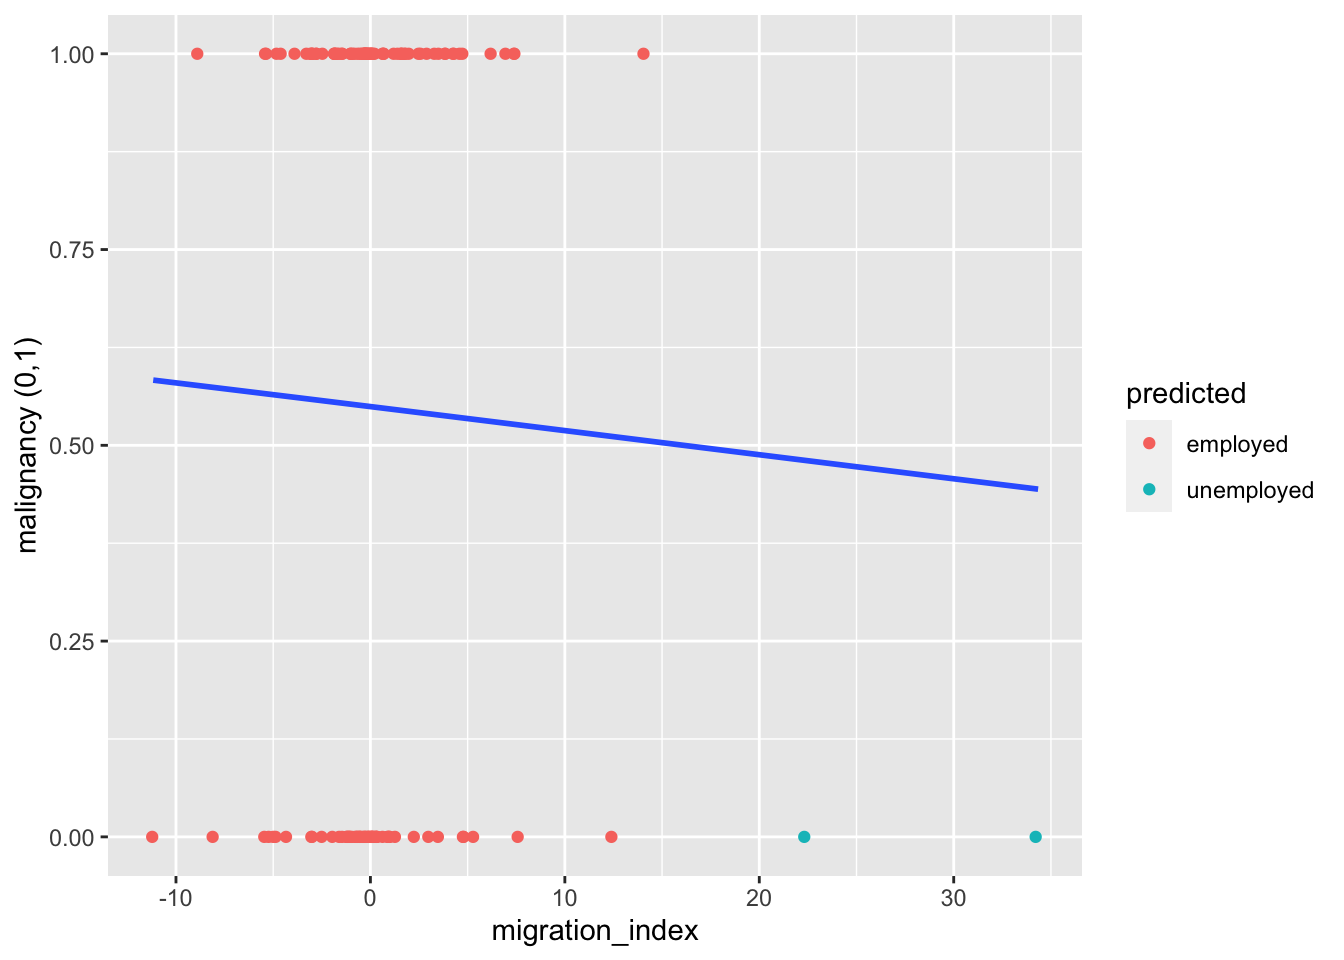 1.00
0.75
0.50
0.25
0.00
malignancy (0,1)
-10 0 10 20 30
migration_index
predicted
employed
unemployed